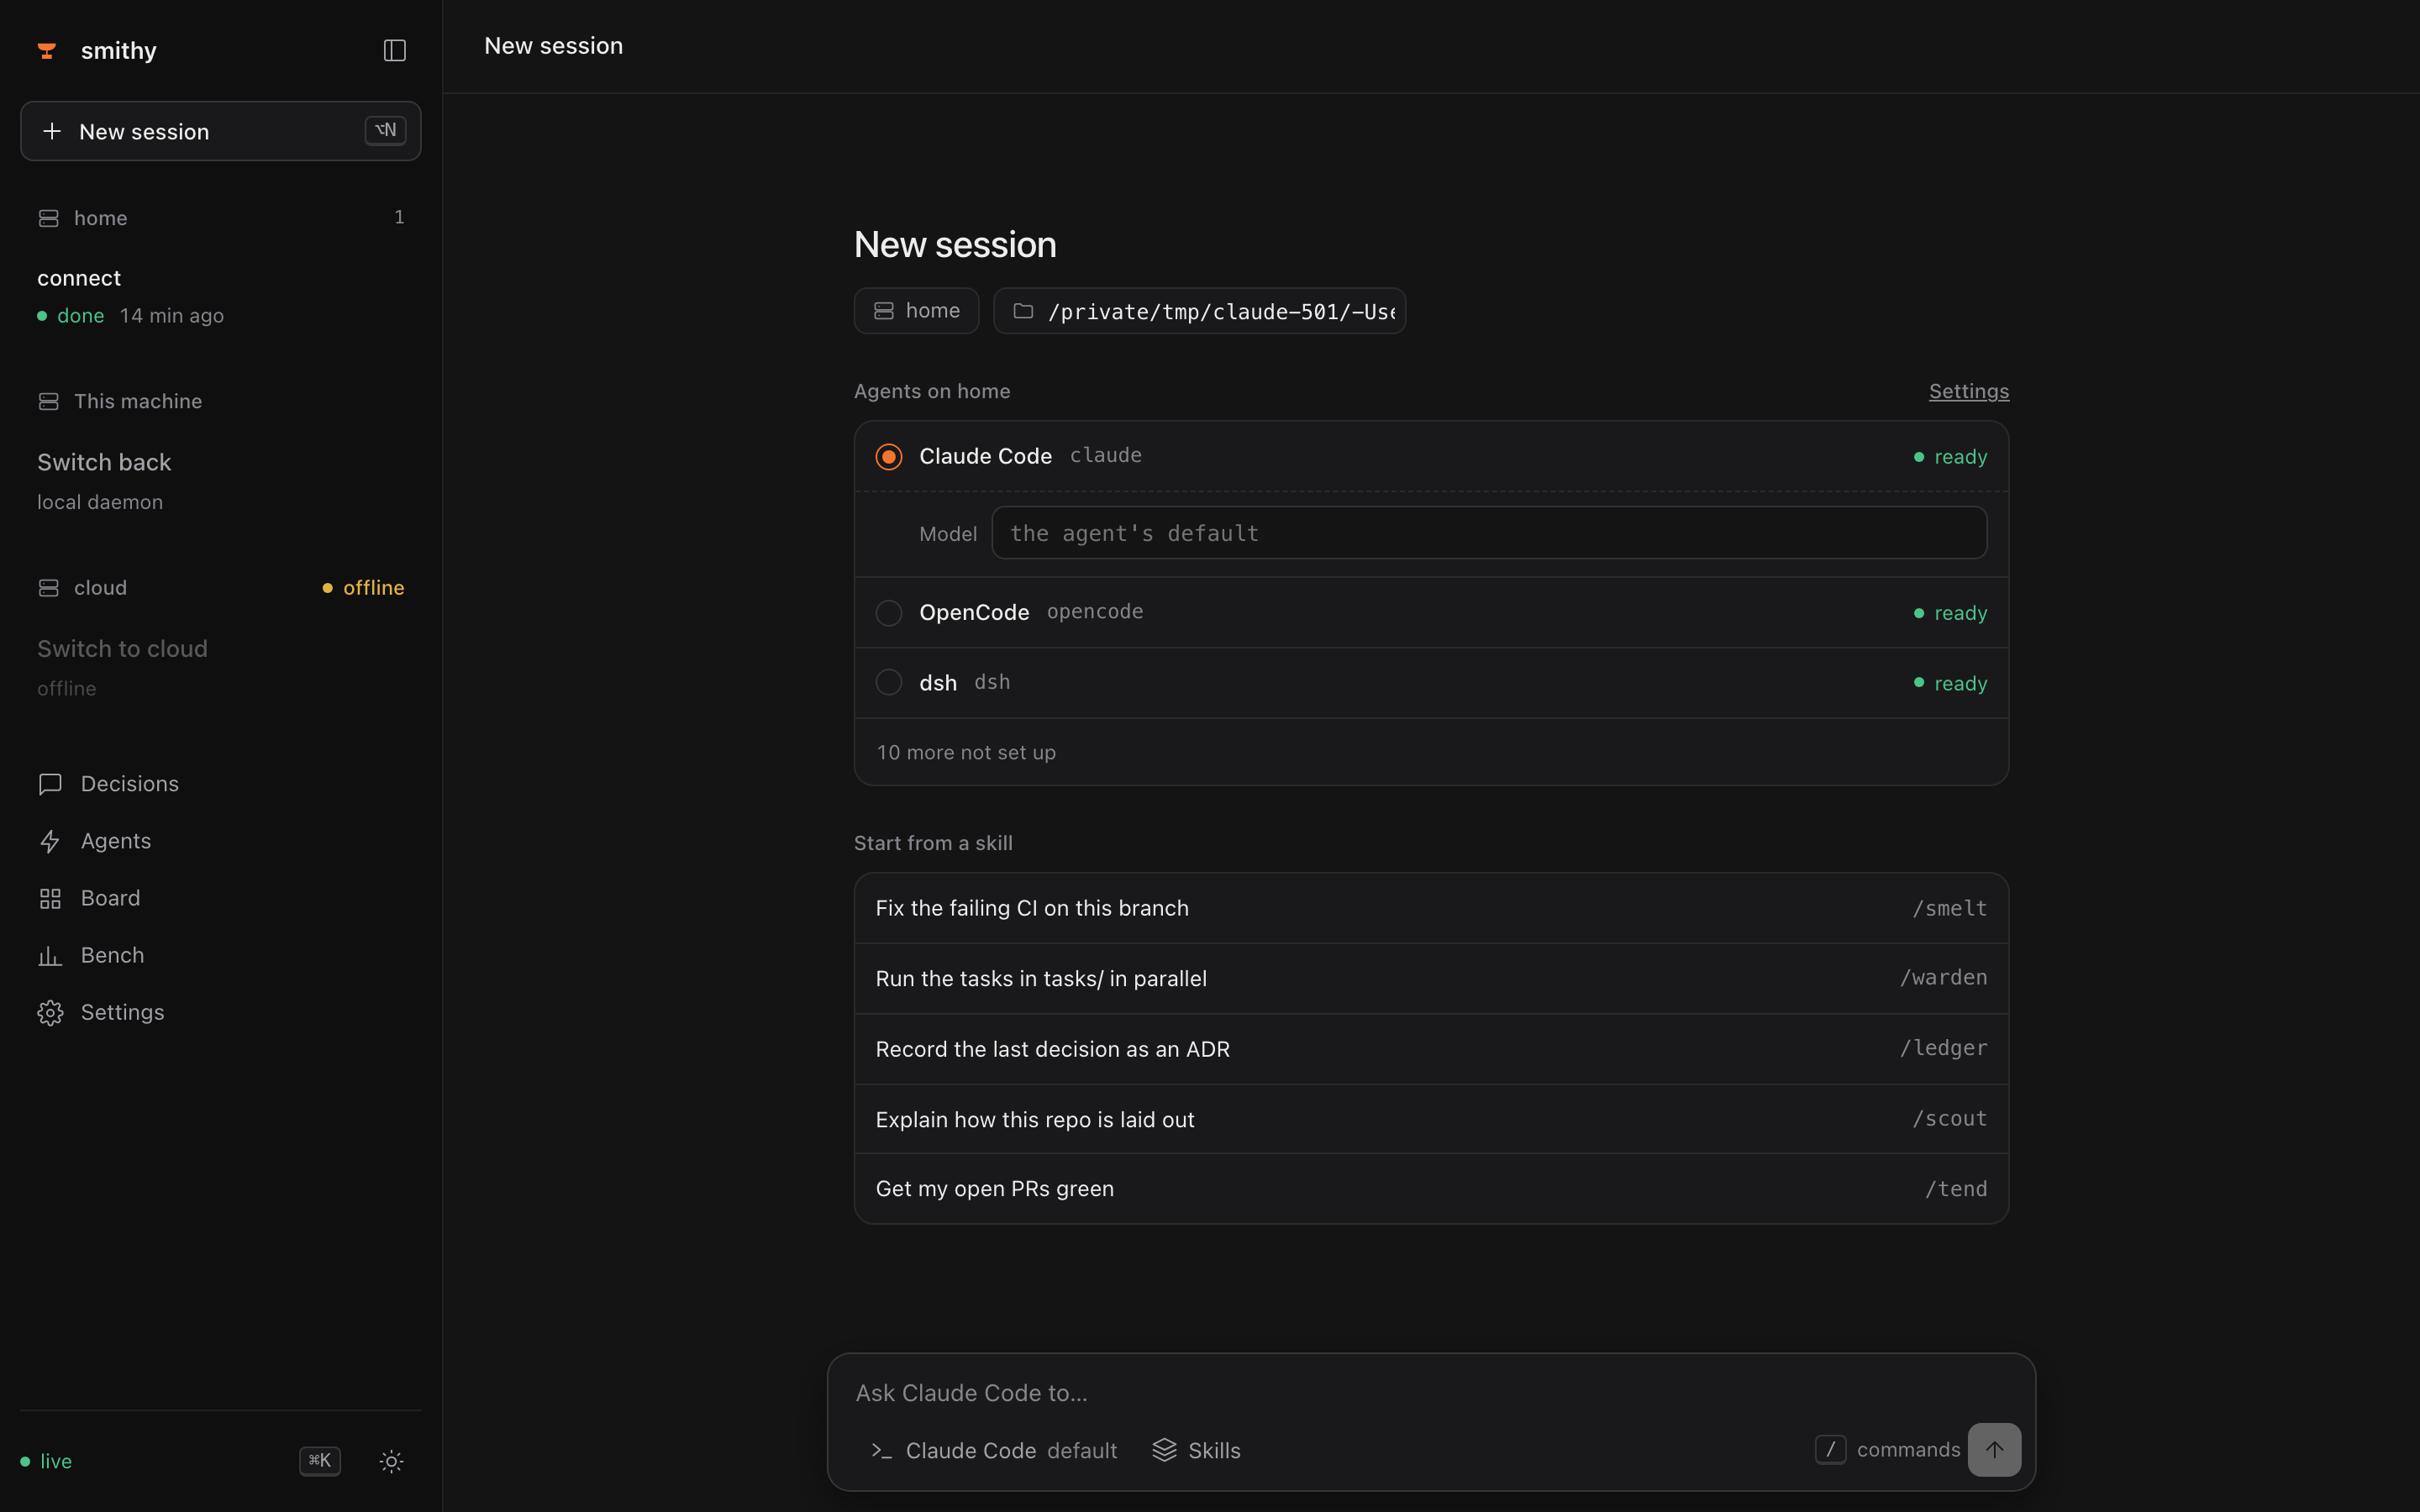 smithy
New session
⌥N
home
1
connect
done 14 min ago
This machine
Switch back
local daemon
cloud
offline
Switch to cloud
offline
Decisions
Agents
Board
Bench
Settings
live
⌘K
New session
New session
home
/private/tmp/claude-501/-Use
Agents on home
Settings
Claude Code claude
ready
Model
the agent's default
OpenCode opencode
ready
dsh dsh
ready
10 more not set up
Start from a skill
Fix the failing CI on this branch
/smelt
Run the tasks in tasks/ in parallel
/warden
Record the last decision as an ADR
/ledger
Explain how this repo is laid out
/scout
Get my open PRs green
/tend
Ask Claude Code to...
Claude Code default
Skills
/ commands